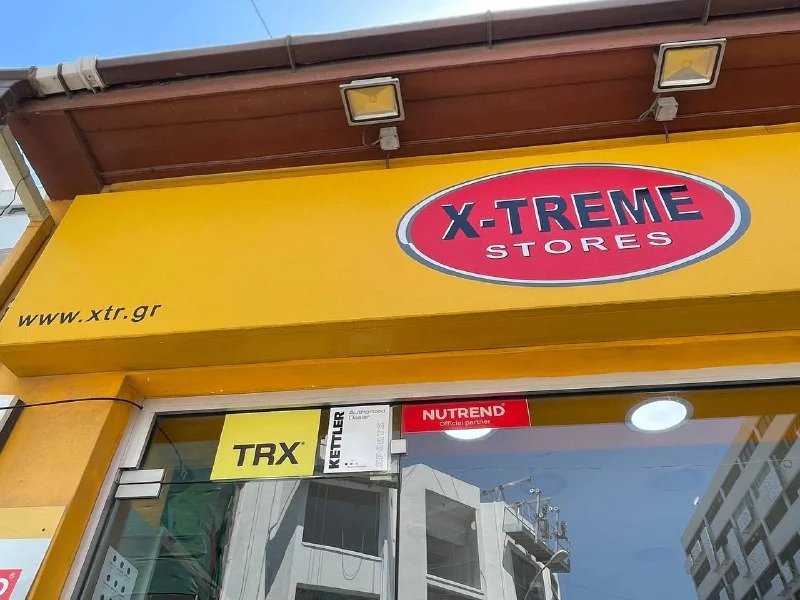 X-TREME
STORES
www.xtr.gr
TRX
KETTLER
Authorized
Dealer
NUTREND
Official partner